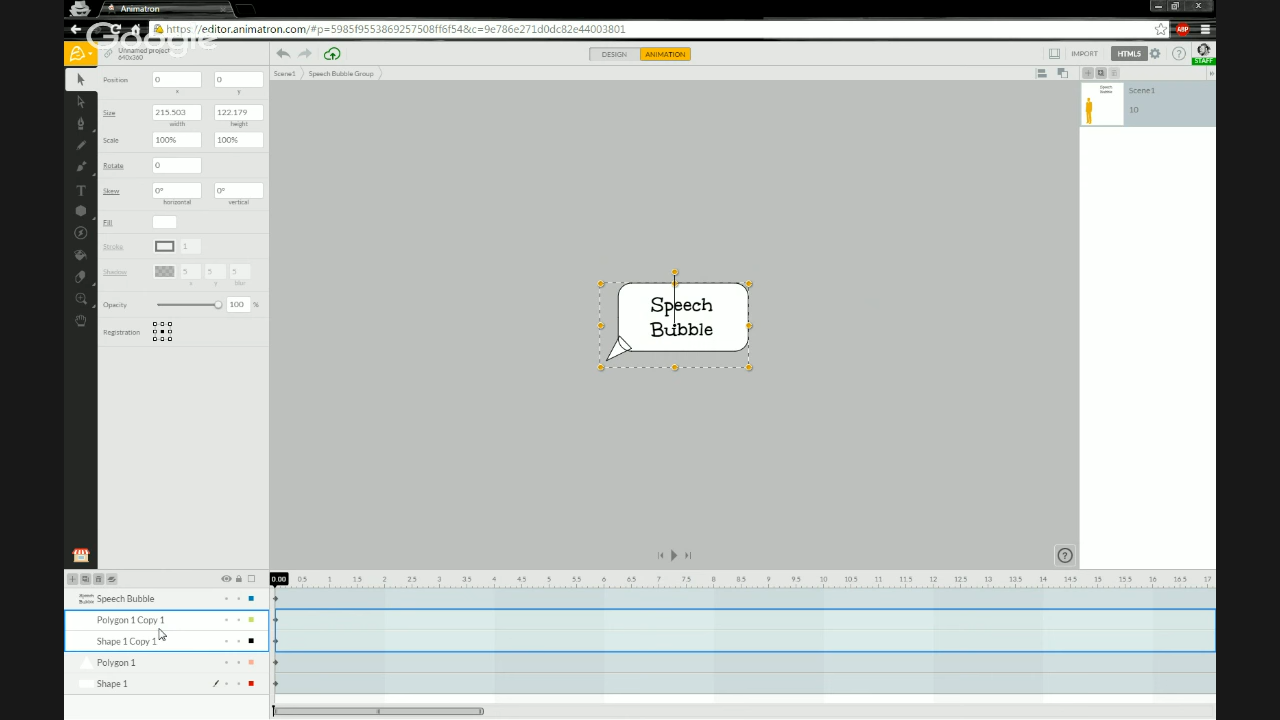 Animatron
https://editor.animatron.com/#p=5985f9553869257508ff6f54&c=9e786e271d0dc82e44003801
ABP
Google
Unnamed project
640x360
DESIGN
ANIMATION
IMPORT
HTML5
STAFF
Scene1
Speech Bubble Group
Position
0
0
x
y
Size
215.503
122.179
width
height
Scale
100%
100%
Rotate
0
Skew
0°
0°
horizontal
vertical
Fill
Stroke
1
Shadow
5
5
5
x
y
blur
Opacity
100
%
Registration
Speech
Bubble
Speech
Bubble
Scene1
10
T
?
?
0.00
0.5 1 1.5 2 2.5 3 3.5 4 4.5 5 5.5 6 6.5 7 7.5 8 8.5 9 9.5 10 10.5 11 11.5 12 12.5 13 13.5 14 14.5 15 15.5 16 16.5 17
Speech Bubble
Polygon 1 Copy 1
Shape 1 Copy 1
Polygon 1
Shape 1